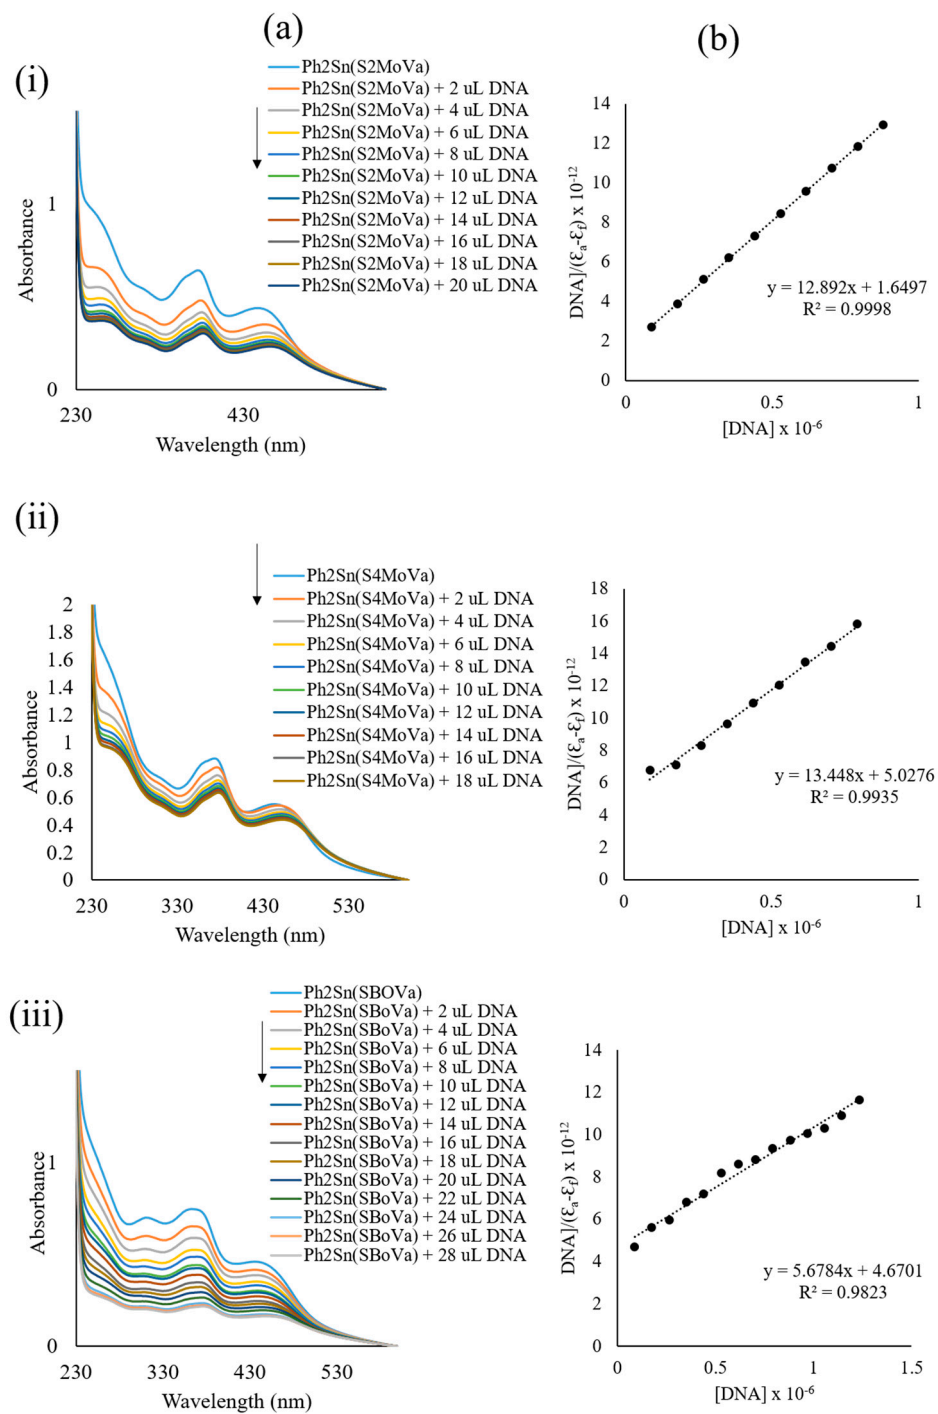 (a)
(b)
(i)
Ph2Sn(S2MoVa)
Ph2Sn(S2MoVa) + 2 uL DNA
Ph2Sn(S2MoVa) + 4 uL DNA
Ph2Sn(S2MoVa) + 6 uL DNA
Ph2Sn(S2MoVa) + 8 uL DNA
Ph2Sn(S2MoVa) + 10 uL DNA
Ph2Sn(S2MoVa) + 12 uL DNA
Ph2Sn(S2MoVa) + 14 uL DNA
Ph2Sn(S2MoVa) + 16 uL DNA
Ph2Sn(S2MoVa) + 18 uL DNA
Ph2Sn(S2MoVa) + 20 uL DNA
Absorbance
1
0
230
430
Wavelength (nm)
14
12
10
8
6
4
2
0
DNA]/(Ɛa-Ɛf) x 10-12
y = 12.892x + 1.6497
R² = 0.9998
0
0.5
1
[DNA] x 10-6
(ii)
Ph2Sn(S4MoVa)
Ph2Sn(S4MoVa) + 2 uL DNA
Ph2Sn(S4MoVa) + 4 uL DNA
Ph2Sn(S4MoVa) + 6 uL DNA
Ph2Sn(S4MoVa) + 8 uL DNA
Ph2Sn(S4MoVa) + 10 uL DNA
Ph2Sn(S4MoVa) + 12 uL DNA
Ph2Sn(S4MoVa) + 14 uL DNA
Ph2Sn(S4MoVa) + 16 uL DNA
Ph2Sn(S4MoVa) + 18 uL DNA
Absorbance
2
1.8
1.6
1.4
1.2
1
0.8
0.6
0.4
0.2
0
230
330
430
530
Wavelength (nm)
18
16
14
12
10
8
6
4
2
0
DNA]/(Ɛa-Ɛf) x 10-12
y = 13.448x + 5.0276
R² = 0.9935
0
0.5
1
[DNA] x 10-6
(iii)
Ph2Sn(SBOVa)
Ph2Sn(SBoVa) + 2 uL DNA
Ph2Sn(SBoVa) + 4 uL DNA
Ph2Sn(SBoVa) + 6 uL DNA
Ph2Sn(SBoVa) + 8 uL DNA
Ph2Sn(SBoVa) + 10 uL DNA
Ph2Sn(SBoVa) + 12 uL DNA
Ph2Sn(SBoVa) + 14 uL DNA
Ph2Sn(SBoVa) + 16 uL DNA
Ph2Sn(SBoVa) + 18 uL DNA
Ph2Sn(SBoVa) + 20 uL DNA
Ph2Sn(SBoVa) + 22 uL DNA
Ph2Sn(SBoVa) + 24 uL DNA
Ph2Sn(SBoVa) + 26 uL DNA
Ph2Sn(SBoVa) + 28 uL DNA
Absorbance
1
0
230
330
430
530
Wavelength (nm)
14
12
10
8
6
4
2
0
DNA]/(Ɛa-Ɛf) x 10-12
y = 5.6784x + 4.6701
R² = 0.9823
0
0.5
1
1.5
[DNA] x 10-6